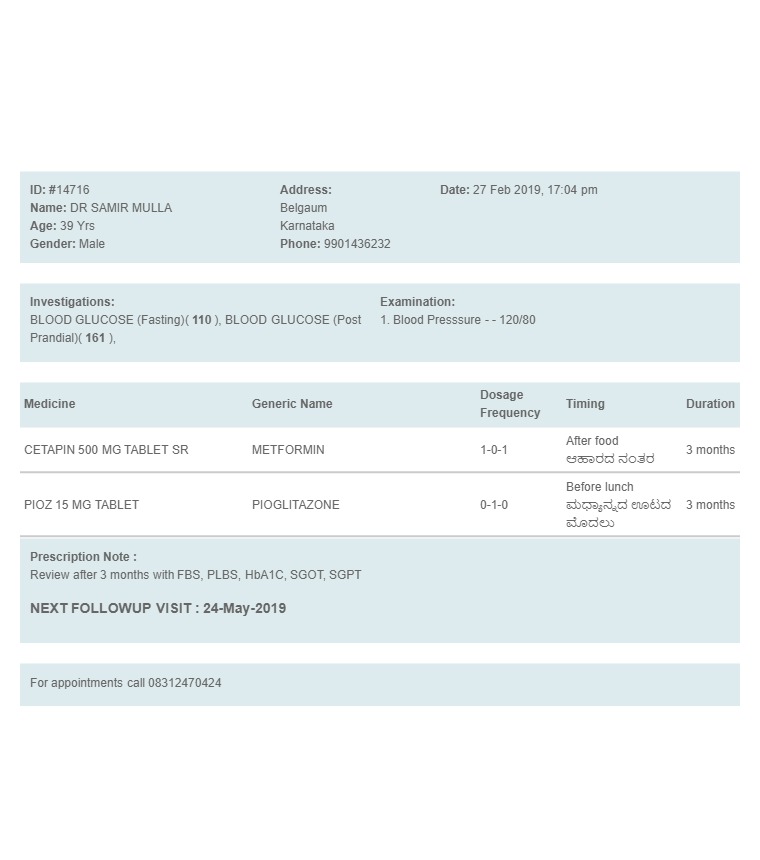 ID: #14716
Name: DR SAMIR MULLA
Age: 39 Yrs
Gender: Male
Address:
Belgaum
Karnataka
Phone: 9901436232
Date: 27 Feb 2019, 17:04 pm
Investigations:
BLOOD GLUCOSE (Fasting)( 110 ), BLOOD GLUCOSE (Post
Prandial)( 161 ),
Examination:
1. Blood Presssure - - 120/80
Medicine Generic Name Dosage Frequency Timing Duration
CETAPIN 500 MG TABLET SR METFORMIN 1-0-1 After food 3 months
ಆಹಾರದ ನಂತರ
PIOZ 15 MG TABLET PIOGLITAZONE 0-1-0 Before lunch 3 months
ಮಧ್ಯಾನ್ನದ ಊಟದ
ಮೊದಲು
Prescription Note :
Review after 3 months with FBS, PLBS, HbA1C, SGOT, SGPT
NEXT FOLLOWUP VISIT : 24-May-2019
For appointments call 08312470424